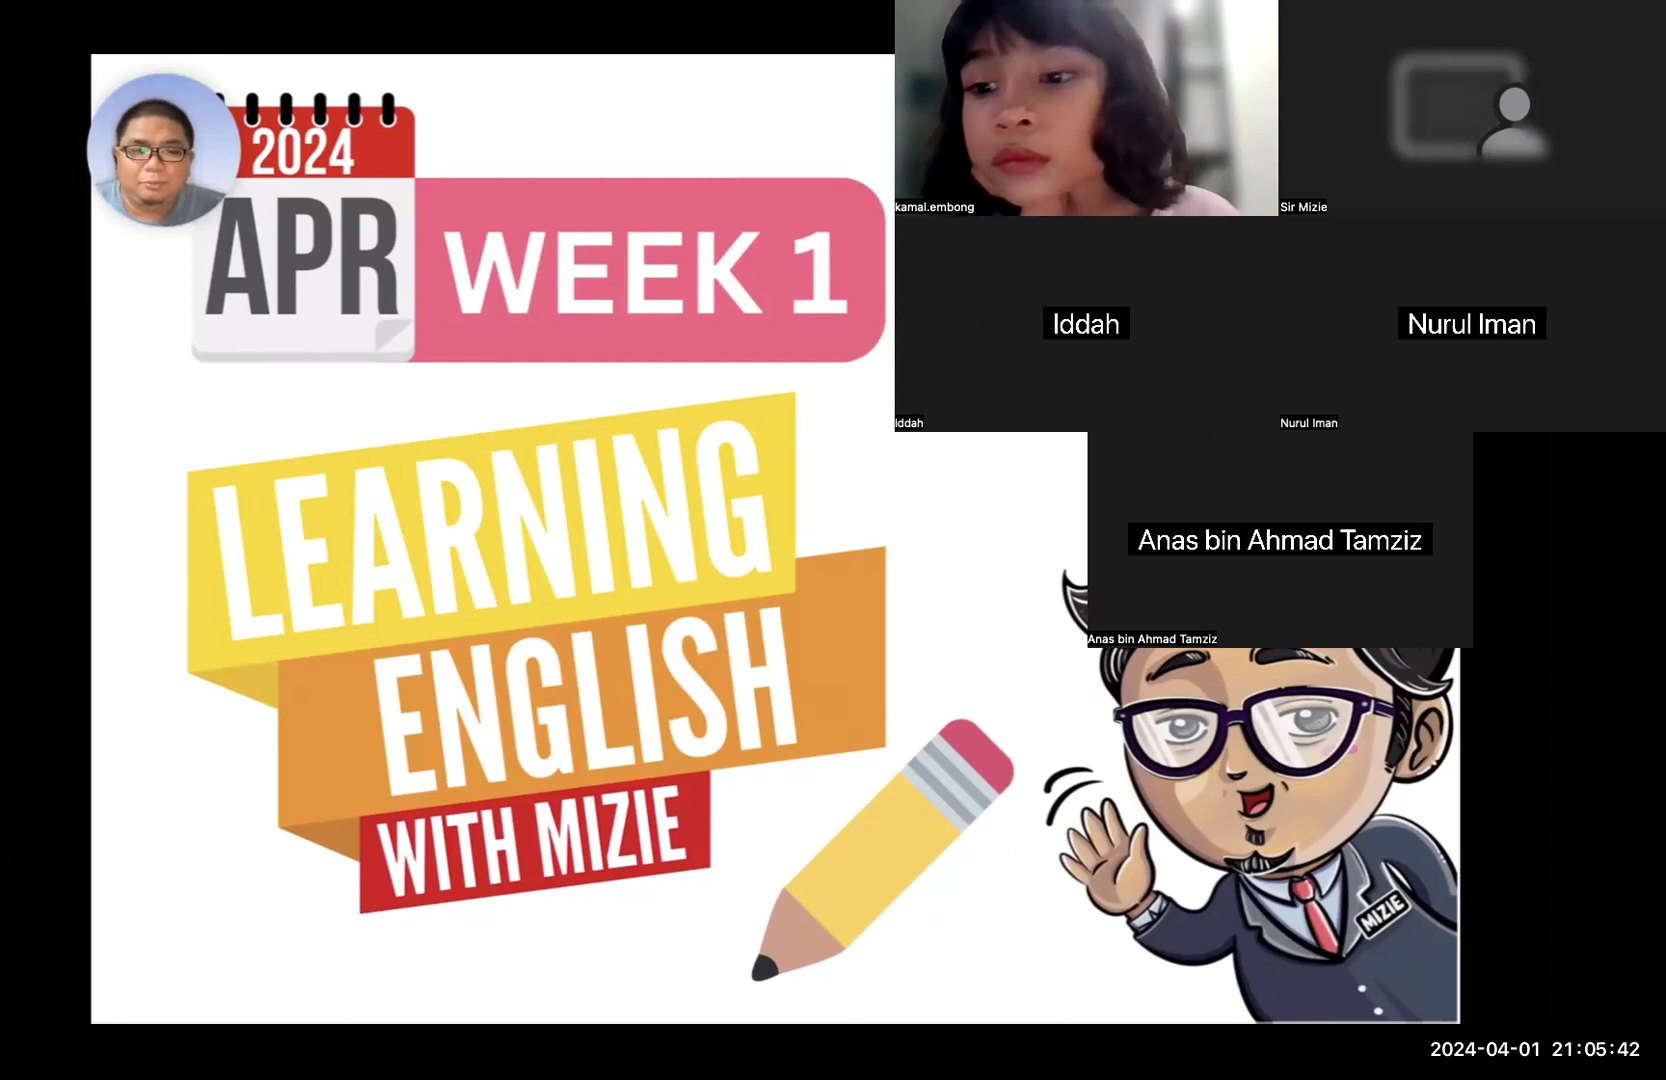 2024
APR
WEEK 1
LEARNING
ENGLISH
WITH MIZIE
MIZIE
kamal.embong
Sir Mizie
Iddah
Nurul Iman
Iddah
Nurul Iman
Anas bin Ahmad Tamziz
Anas bin Ahmad Tamziz
2024-04-01 21:05:42